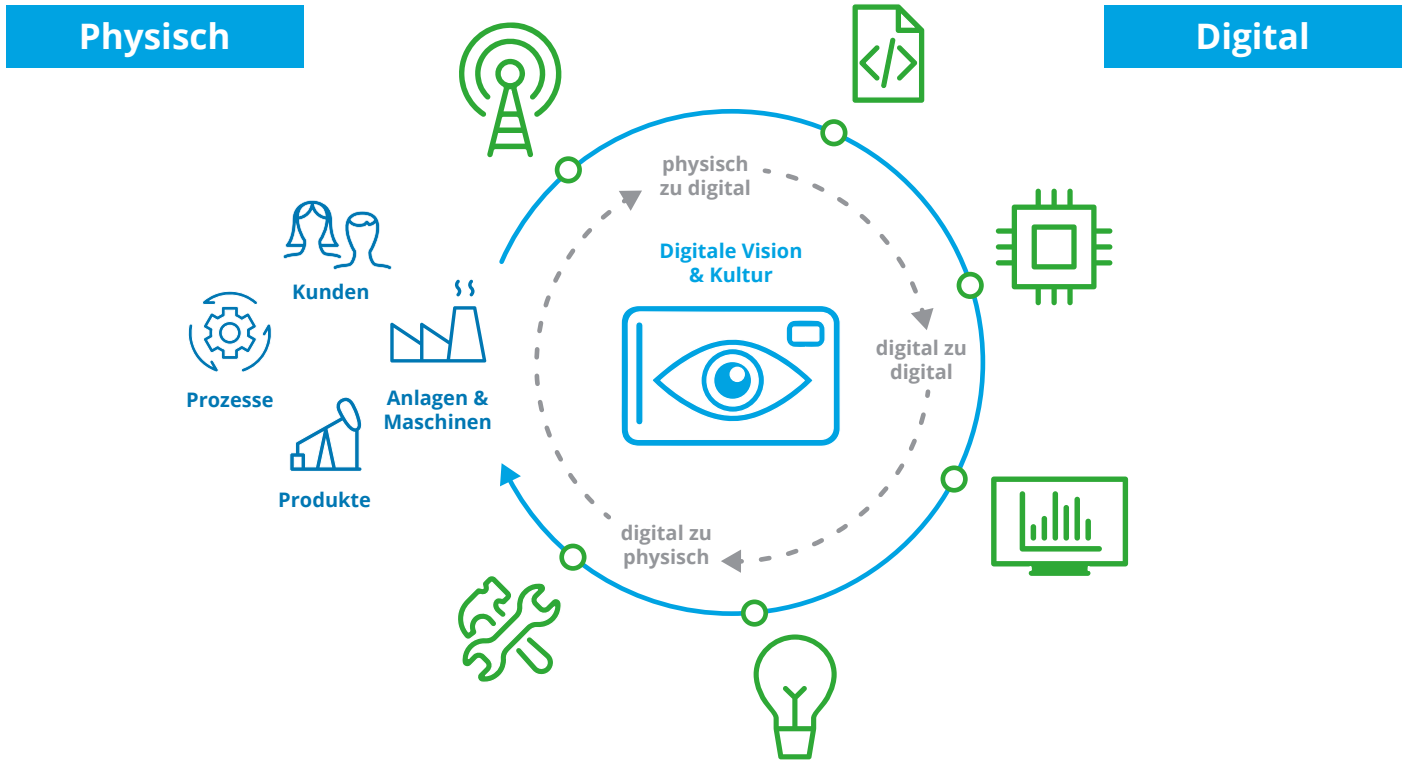 Physisch
Digital
physisch
zu digital
Digitale Vision
& Kultur
Kunden
digital zu
digital
Prozesse
Anlagen &
Maschinen
Produkte
digital zu
physisch